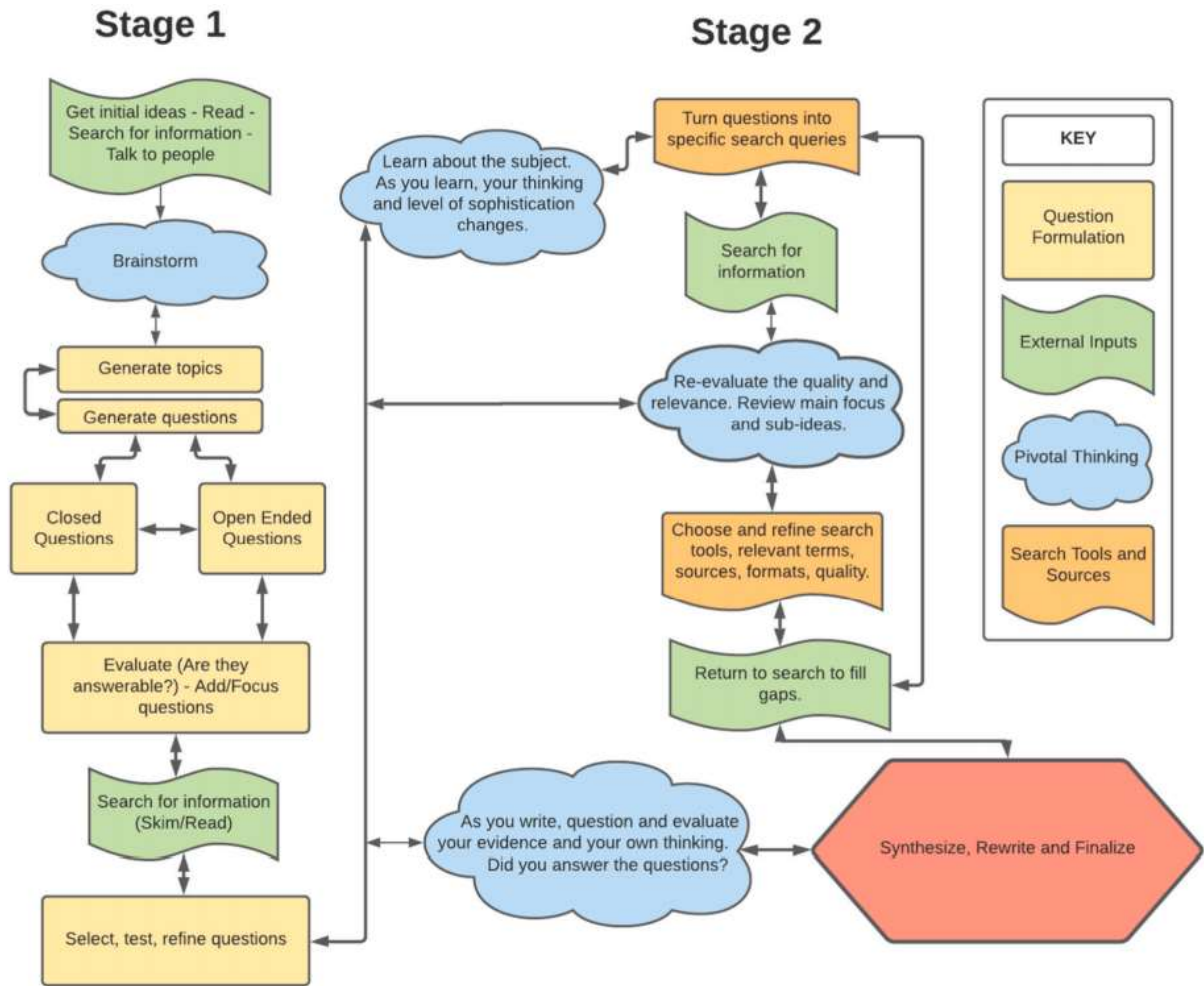 Stage 1
Get initial ideas - Read -
Search for information -
Talk to people
Brainstorm
Generate topics
Generate questions
Closed
Questions
Open Ended
Questions
Evaluate (Are they
answerable?) - Add/Focus
questions
Search for information
(Skim/Read)
Select, test, refine questions
Stage 2
Turn questions into
specific search queries
Learn about the subject.
As you learn, your thinking
and level of sophistication
changes.
Search for
information
Re-evaluate the quality and
relevance. Review main focus
and sub-ideas.
Choose and refine search
tools, relevant terms,
sources, formats, quality.
Return to search to fill
gaps.
As you write, question and evaluate
your evidence and your own thinking.
Did you answer the questions?
Synthesize, Rewrite and Finalize
KEY
Question
Formulation
External Inputs
Pivotal Thinking
Search Tools and
Sources